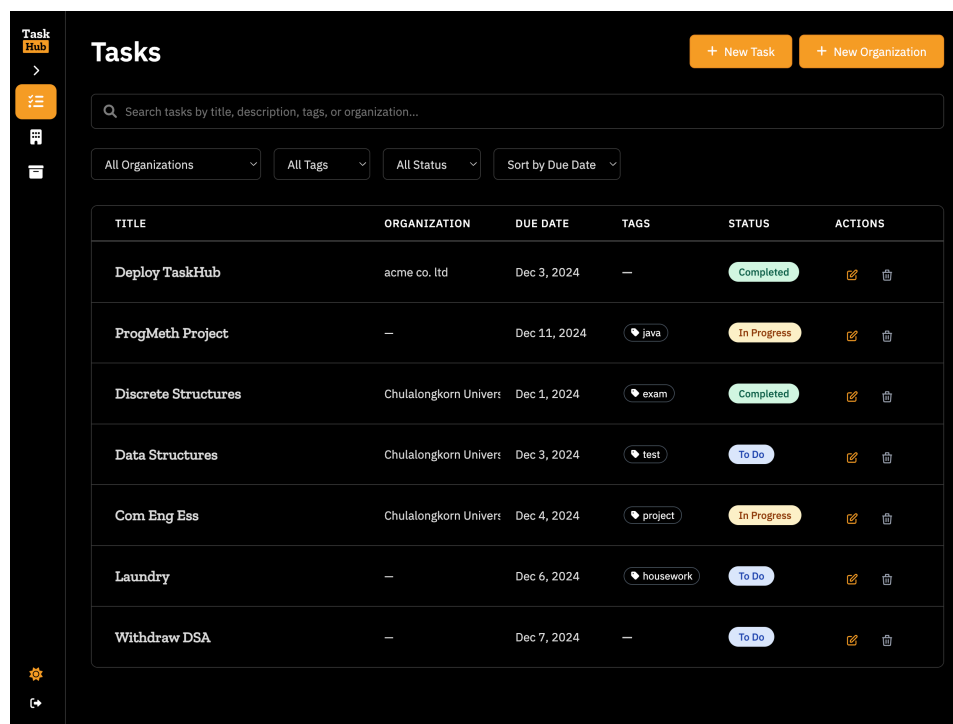 Task
Hub
Tasks
New Task
New Organization
Search tasks by title, description, tags, or organization...
All Organizations All Tags All Status Sort by Due Date
TITLE ORGANIZATION DUE DATE TAGS STATUS ACTIONS
Deploy TaskHub acme co. ltd Dec 3, 2024 — Completed
ProgMeth Project — Dec 11, 2024 java In Progress
Discrete Structures Chulalongkorn Univers Dec 1, 2024 exam Completed
Data Structures Chulalongkorn Univers Dec 3, 2024 test To Do
Com Eng Ess Chulalongkorn Univers Dec 4, 2024 project In Progress
Laundry — Dec 6, 2024 housework To Do
Withdraw DSA — Dec 7, 2024 — To Do